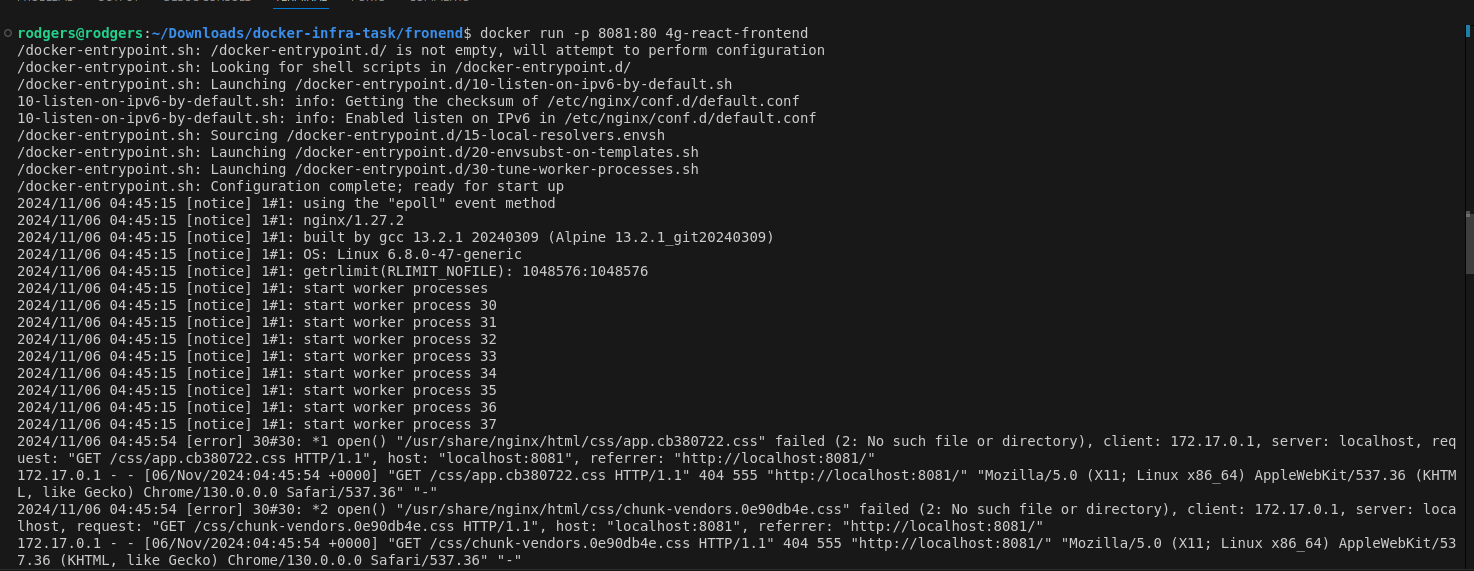 TERMINAL
rodgers@rodgers:~/Downloads/docker-infra-task/fronend$ docker run -p 8081:80 4g-react-frontend
/docker-entrypoint.sh: /docker-entrypoint.d/ is not empty, will attempt to perform configuration
/docker-entrypoint.sh: Looking for shell scripts in /docker-entrypoint.d/
/docker-entrypoint.sh: Launching /docker-entrypoint.d/10-listen-on-ipv6-by-default.sh
10-listen-on-ipv6-by-default.sh: info: Getting the checksum of /etc/nginx/conf.d/default.conf
10-listen-on-ipv6-by-default.sh: info: Enabled listen on IPv6 in /etc/nginx/conf.d/default.conf
/docker-entrypoint.sh: Sourcing /docker-entrypoint.d/15-local-resolvers.envsh
/docker-entrypoint.sh: Launching /docker-entrypoint.d/20-envsubst-on-templates.sh
/docker-entrypoint.sh: Launching /docker-entrypoint.d/30-tune-worker-processes.sh
/docker-entrypoint.sh: Configuration complete; ready for start up
2024/11/06 04:45:15 [notice] 1#1: using the "epoll" event method
2024/11/06 04:45:15 [notice] 1#1: nginx/1.27.2
2024/11/06 04:45:15 [notice] 1#1: built by gcc 13.2.1 20240309 (Alpine 13.2.1_git20240309)
2024/11/06 04:45:15 [notice] 1#1: OS: Linux 6.8.0-47-generic
2024/11/06 04:45:15 [notice] 1#1: getrlimit(RLIMIT_NOFILE): 1048576:1048576
2024/11/06 04:45:15 [notice] 1#1: start worker processes
2024/11/06 04:45:15 [notice] 1#1: start worker process 30
2024/11/06 04:45:15 [notice] 1#1: start worker process 31
2024/11/06 04:45:15 [notice] 1#1: start worker process 32
2024/11/06 04:45:15 [notice] 1#1: start worker process 33
2024/11/06 04:45:15 [notice] 1#1: start worker process 34
2024/11/06 04:45:15 [notice] 1#1: start worker process 35
2024/11/06 04:45:15 [notice] 1#1: start worker process 36
2024/11/06 04:45:15 [notice] 1#1: start worker process 37
2024/11/06 04:45:54 [error] 30#30: *1 open() "/usr/share/nginx/html/css/app.cb380722.css" failed (2: No such file or directory), client: 172.17.0.1, server: localhost, req
uest: "GET /css/app.cb380722.css HTTP/1.1", host: "localhost:8081", referrer: "http://localhost:8081/"
172.17.0.1 - - [06/Nov/2024:04:45:54 +0000] "GET /css/app.cb380722.css HTTP/1.1" 404 555 "http://localhost:8081/" "Mozilla/5.0 (X11; Linux x86_64) AppleWebKit/537.36 (KHTM
L, like Gecko) Chrome/130.0.0.0 Safari/537.36" "-"
2024/11/06 04:45:54 [error] 30#30: *2 open() "/usr/share/nginx/html/css/chunk-vendors.0e90db4e.css" failed (2: No such file or directory), client: 172.17.0.1, server: loca
lhost, request: "GET /css/chunk-vendors.0e90db4e.css HTTP/1.1", host: "localhost:8081", referrer: "http://localhost:8081/"
172.17.0.1 - - [06/Nov/2024:04:45:54 +0000] "GET /css/chunk-vendors.0e90db4e.css HTTP/1.1" 404 555 "http://localhost:8081/" "Mozilla/5.0 (X11; Linux x86_64) AppleWebKit/53
7.36 (KHTML, like Gecko) Chrome/130.0.0.0 Safari/537.36" "-"